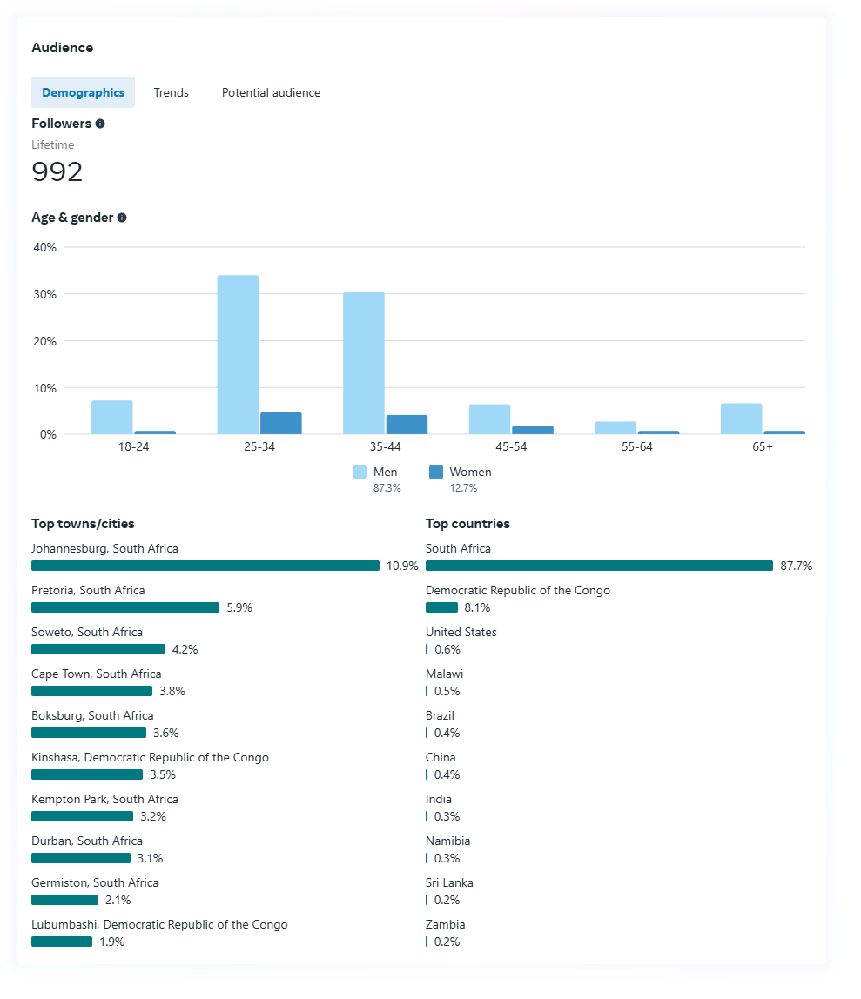 Audience
Demographics Trends Potential audience
Followers
Lifetime
992
Age & gender
40%
30%
20%
10%
0%
18-24 25-34 35-44 45-54 55-64 65+
Men Women
87.3% 12.7%
Top towns/cities
Johannesburg, South Africa
10.9%
Pretoria, South Africa
5.9%
Soweto, South Africa
4.2%
Cape Town, South Africa
3.8%
Boksburg, South Africa
3.6%
Kinshasa, Democratic Republic of the Congo
3.5%
Kempton Park, South Africa
3.2%
Durban, South Africa
3.1%
Germiston, South Africa
2.1%
Lubumbashi, Democratic Republic of the Congo
1.9%
Top countries
South Africa
87.7%
Democratic Republic of the Congo
8.1%
United States
0.6%
Malawi
0.5%
Brazil
0.4%
China
0.4%
India
0.3%
Namibia
0.3%
Sri Lanka
0.2%
Zambia
0.2%